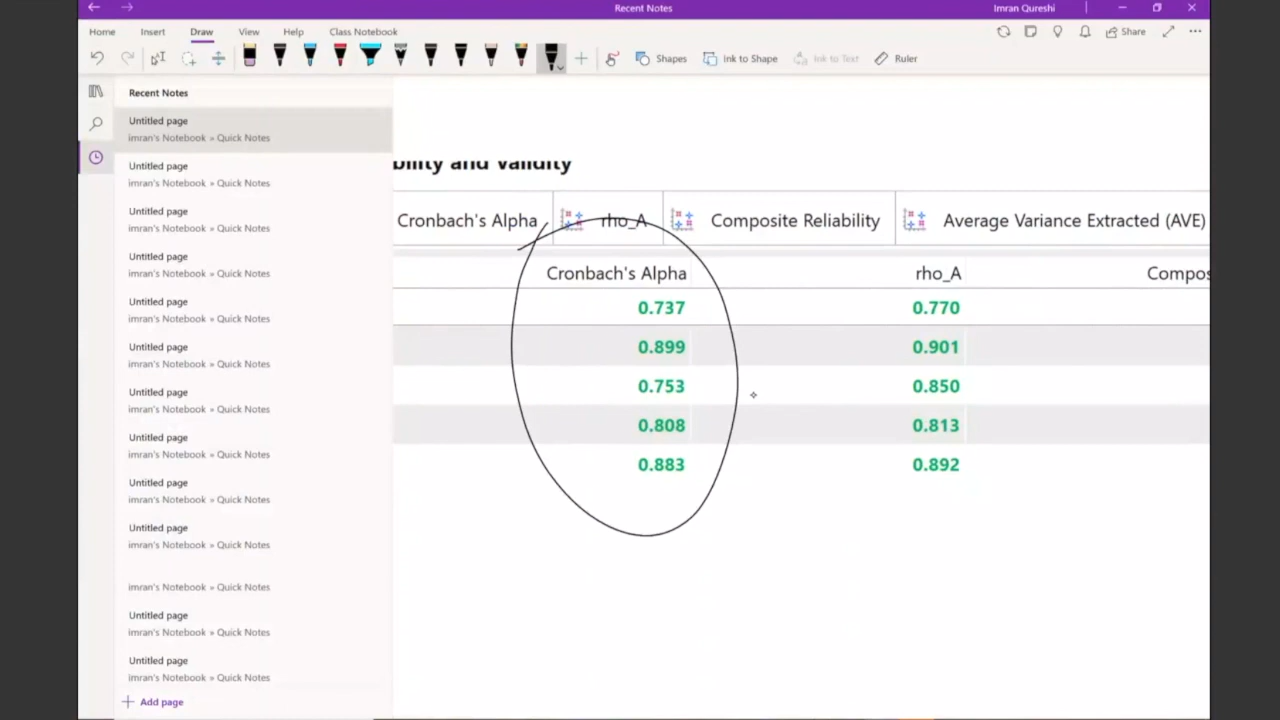 Recent Notes
Imran Qureshi
Home Insert Draw View Help Class Notebook
Share
Shapes Ink to Shape Ink to Text Ruler
Recent Notes
Untitled page
imran's Notebook » Quick Notes
Untitled page
imran's Notebook » Quick Notes
Untitled page
imran's Notebook » Quick Notes
Untitled page
imran's Notebook » Quick Notes
Untitled page
imran's Notebook » Quick Notes
Untitled page
imran's Notebook » Quick Notes
Untitled page
imran's Notebook » Quick Notes
Untitled page
imran's Notebook » Quick Notes
Untitled page
imran's Notebook » Quick Notes
Untitled page
imran's Notebook » Quick Notes
imran's Notebook » Quick Notes
Untitled page
imran's Notebook » Quick Notes
Untitled page
imran's Notebook » Quick Notes
Add page
bility and Validity
Cronbach's Alpha rho_A Composite Reliability Average Variance Extracted (AVE)
Cronbach's Alpha rho_A Compos
0.737 0.770
0.899 0.901
0.753 0.850
0.808 0.813
0.883 0.892